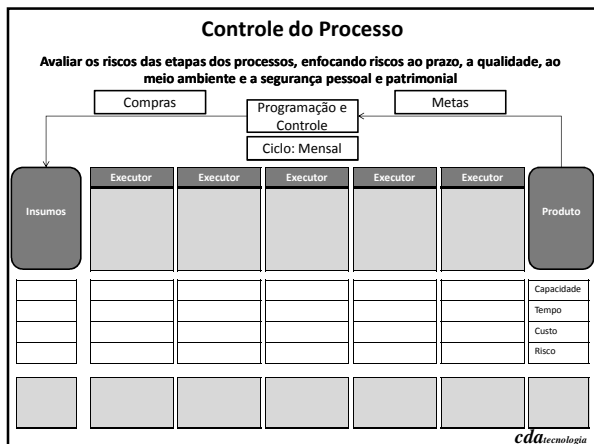 Controle do Processo
Avaliar os riscos das etapas dos processos, enfocando riscos ao prazo, a qualidade, ao
meio ambiente e a segurança pessoal e patrimonial
Compras
Programação e
Controle
Metas
Ciclo: Mensal
Insumos
Executor
Executor
Executor
Executor
Executor
Produto
Capacidade
Tempo
Custo
Risco
cdatecnologia